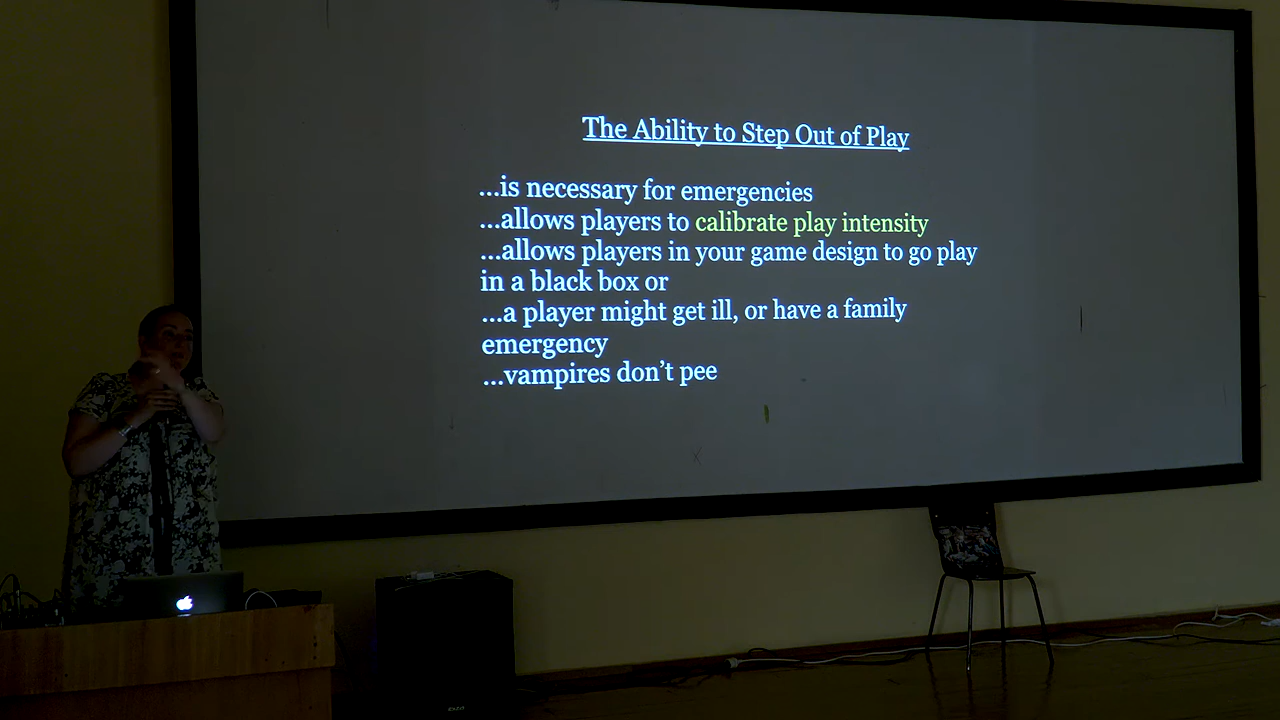 The Ability to Step Out of Play
...is necessary for emergencies
...allows players to calibrate play intensity
...allows players in your game design to go play
in a black box or
...a player might get ill, or have a family
emergency
...vampires don’t pee